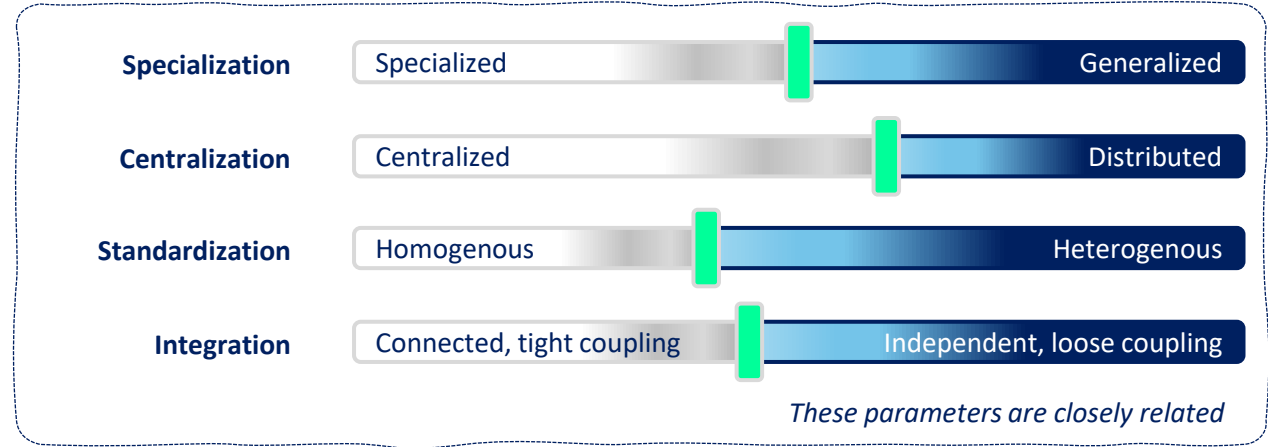 Specialization
Specialized
Generalized
Centralization
Centralized
Distributed
Standardization
Homogenous
Heterogenous
Integration
Connected, tight coupling
Independent, loose coupling
These parameters are closely related